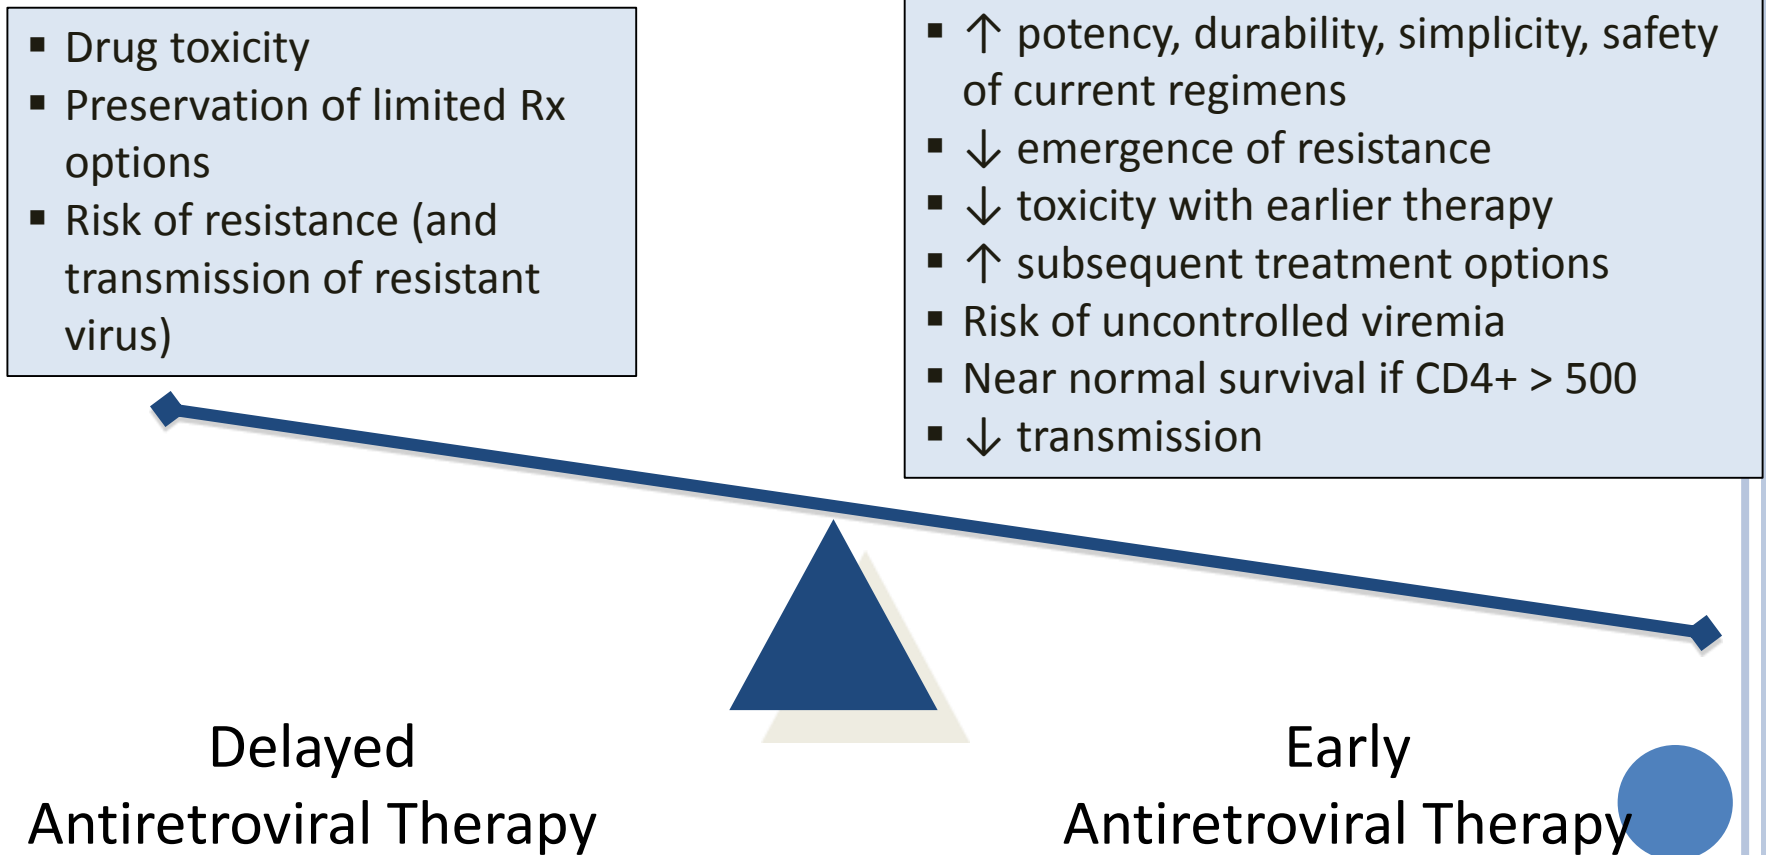 ▪ Drug toxicity
▪ Preservation of limited Rx
options
▪ Risk of resistance (and
transmission of resistant
virus)
▪ ↑ potency, durability, simplicity, safety
of current regimens
▪ ↓ emergence of resistance
▪ ↓ toxicity with earlier therapy
▪ ↑ subsequent treatment options
▪ Risk of uncontrolled viremia
▪ Near normal survival if CD4+ > 500
▪ ↓ transmission
Delayed
Antiretroviral Therapy
Early
Antiretroviral Therapy